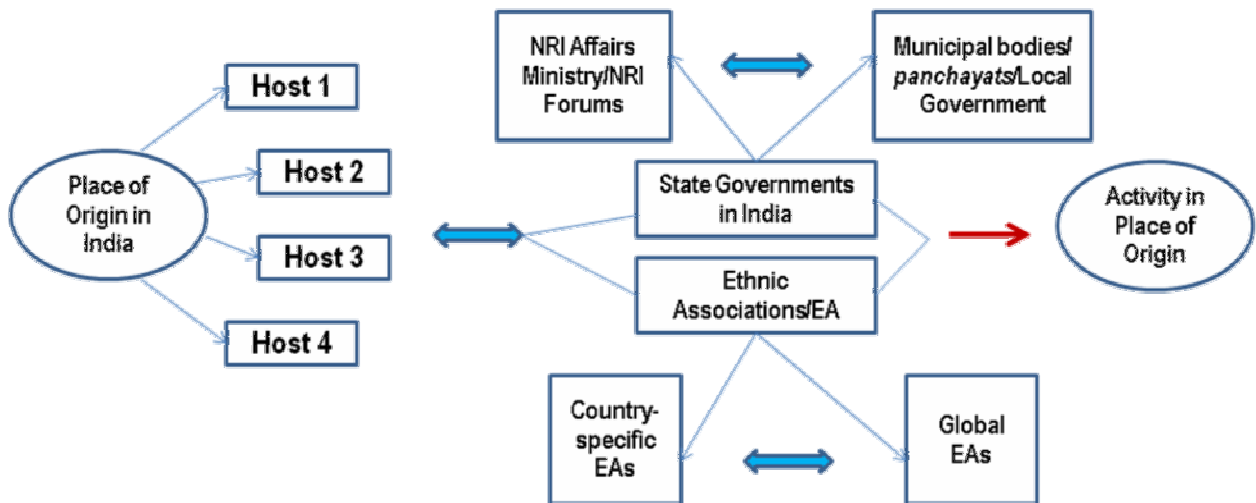 Place of
Origin in
India
Host 1
Host 2
Host 3
Host 4
NRI Affairs
Ministry/NRI
Forums
Municipal bodies/
panchayats/Local
Government
State Governments
in India
Ethnic
Associations/EA
Country-
specific
EAs
Global
EAs
Activity in
Place of
Origin